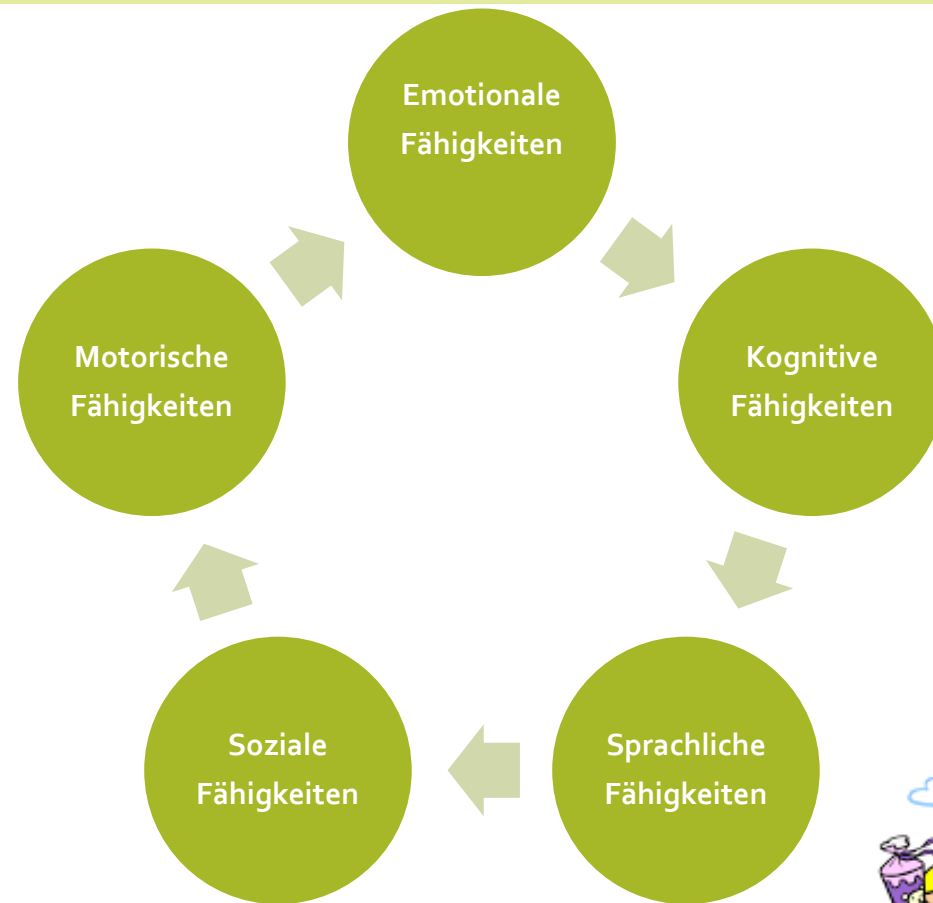 Emotionale
Fähigkeiten
Motorische
Fähigkeiten
Kognitive
Fähigkeiten
Soziale
Fähigkeiten
Sprachliche
Fähigkeiten